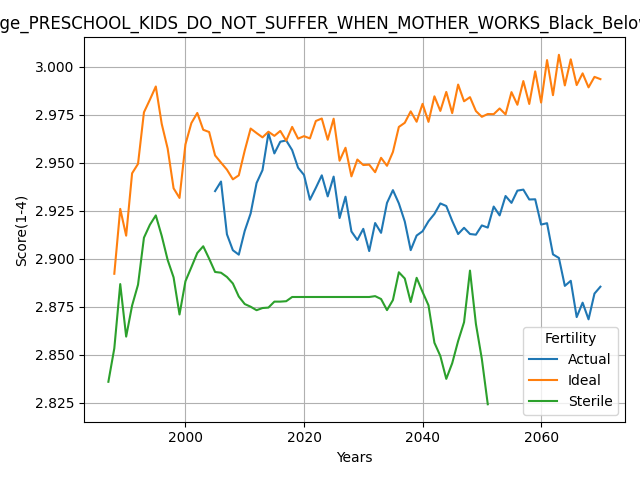 ge_PRESCHOOL_KIDS_DO_NOT_SUFFER_WHEN_MOTHER_WORKS_Black_Belo
3.000
2.975
2.950
2.925
2.900
2.875
2.850
2.825
Score(1-4)
2000
2020
2040
2060
Years
Fertility
Actual
Ideal
Sterile